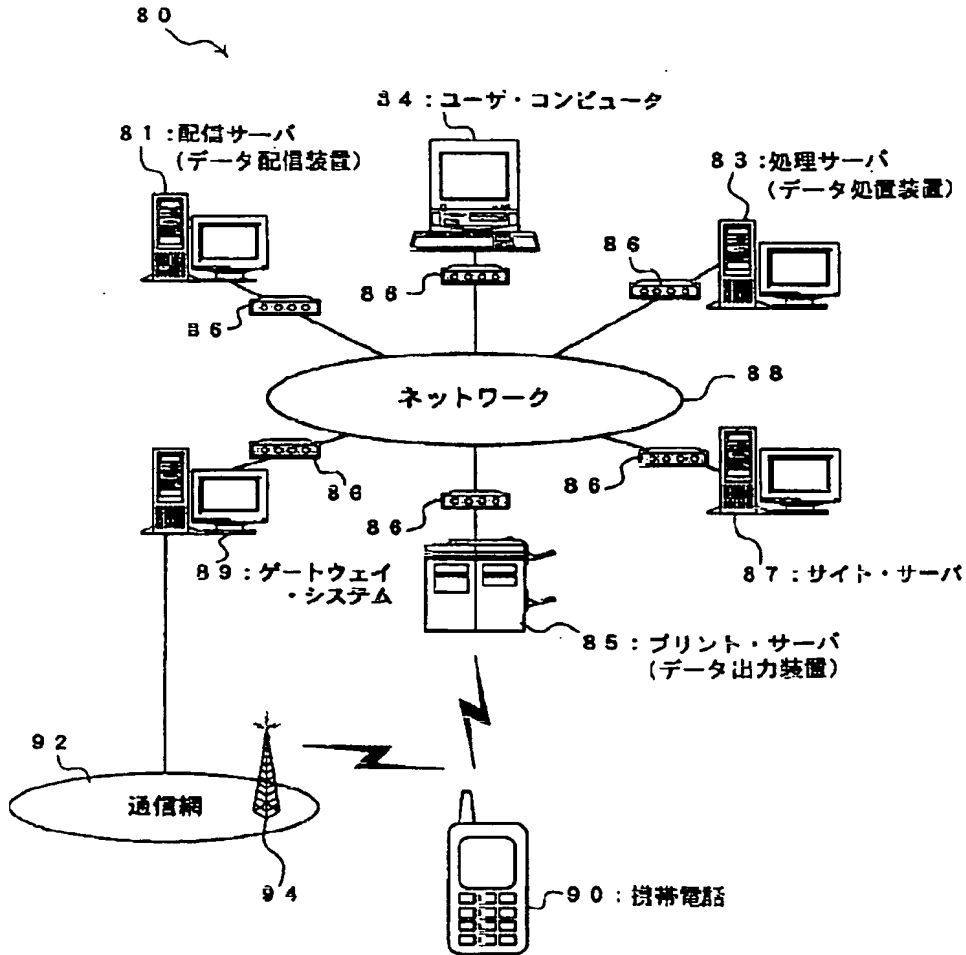 ８０
８４：ユーザ・コンピュータ
８１：配信サーバ
（データ配信装置）
８３：処理サーバ
（データ処置装置）
８６
８６
８６
ネットワーク
８８
８６
８６
８６
８９：ゲートウェイ
・システム
８７：サイト・サーバ
８５：プリント・サーバ
（データ出力装置）
９２
通信網
９４
９０：携帯電話